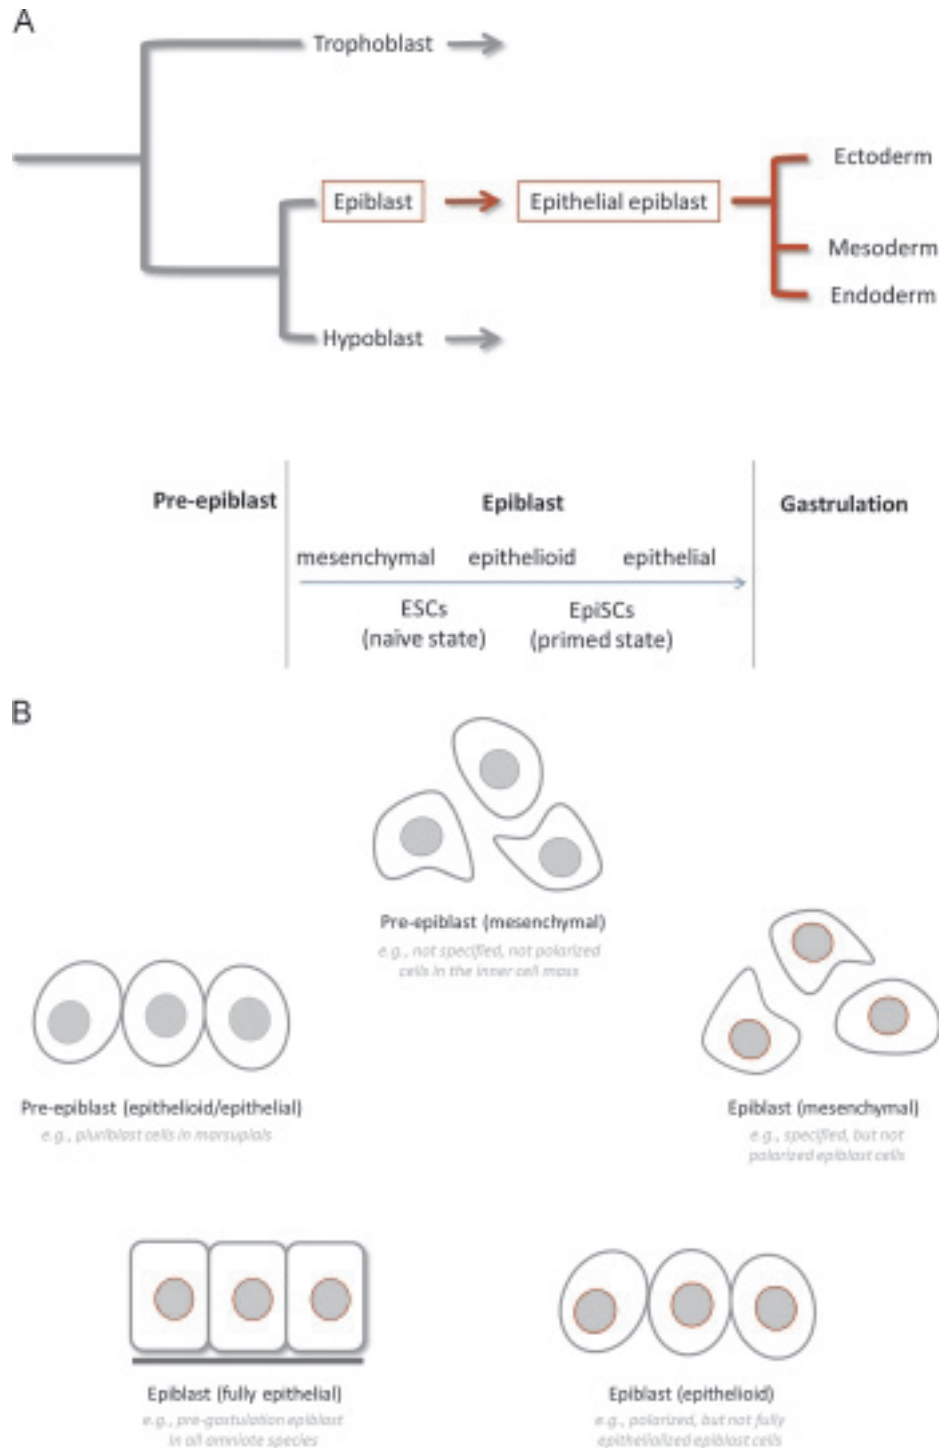 A
Trophoblast
Ectoderm
Epiblast
Epithelial epiblast
Mesoderm
Endoderm
Hypoblast
Pre-epiblast
Epiblast
Gastrulation
mesenchymal
epithelioid
epithelial
ESCs
(naïve state)
EpiSCs
(primed state)
B
Pre-epiblast (mesenchymal)
e.g., not specified, not polarized
cells in the inner cell mass
Pre-epiblast (epithelioid/epithelial)
e.g., pluriblast cells in marsupials
Epiblast (mesenchymal)
e.g., specified, but not
polarized epiblast cells
Epiblast (fully epithelial)
e.g., pre-gastulation epiblast
in all amniote species
Epiblast (epithelioid)
e.g., polarized, but not fully
epithelialized epiblast cells